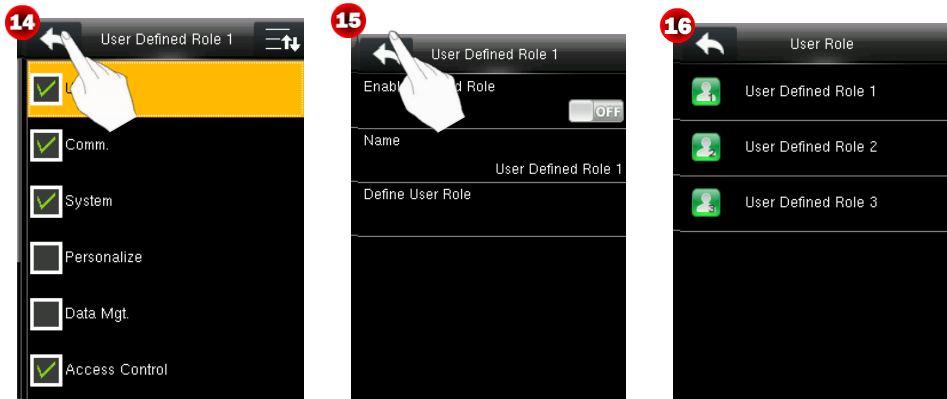 14
User Defined Role 1
U
Comm.
System
Personalize
Data Mgt.
Access Control
15
User Defined Role 1
Enabl d Role
OFF
Name
User Defined Role 1
Define User Role
16
User Role
User Defined Role 1
User Defined Role 2
User Defined Role 3